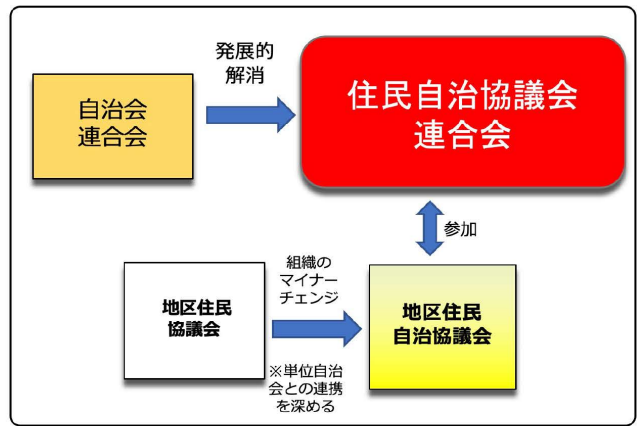 発展的
解消
自治会
連合会
住民自治協議会
連合会
参加
組織の
マイナー
チェンジ
地区住民
協議会
地区住民
自治協議会
※単位自治
会との連携
を深める